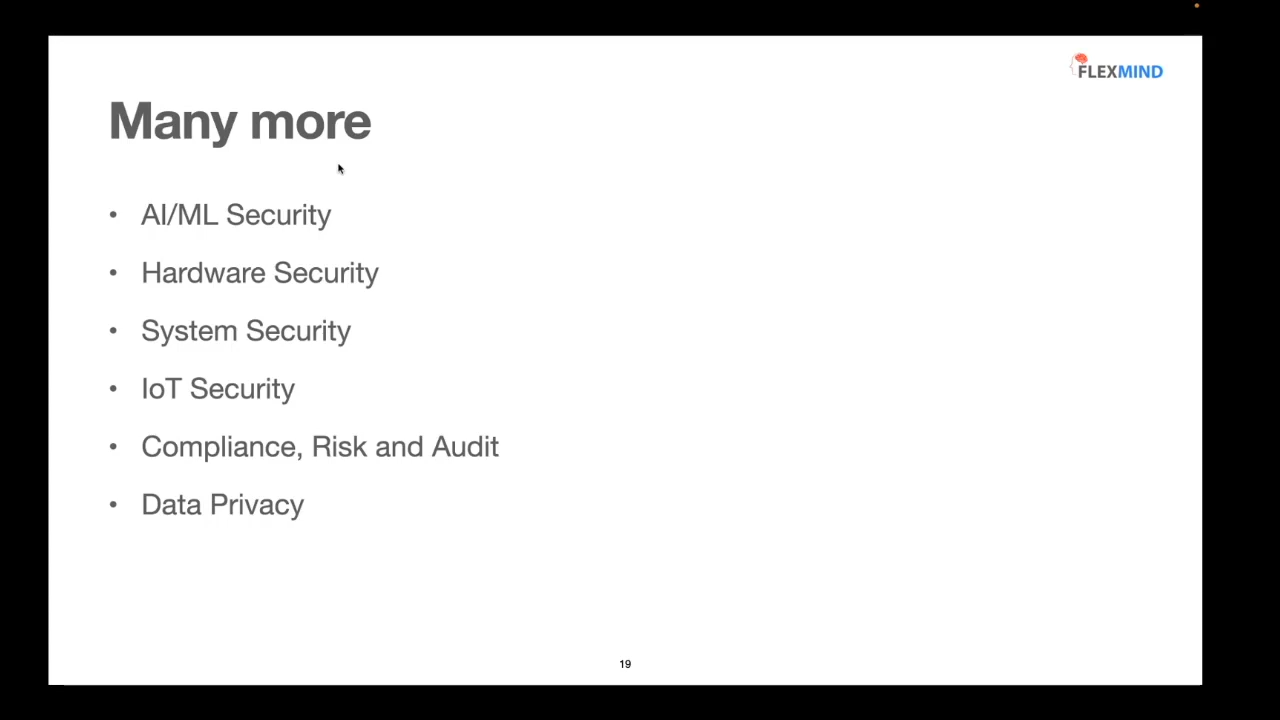 FLEXMIND
Many more
• AI/ML Security
• Hardware Security
• System Security
• IoT Security
• Compliance, Risk and Audit
• Data Privacy
19